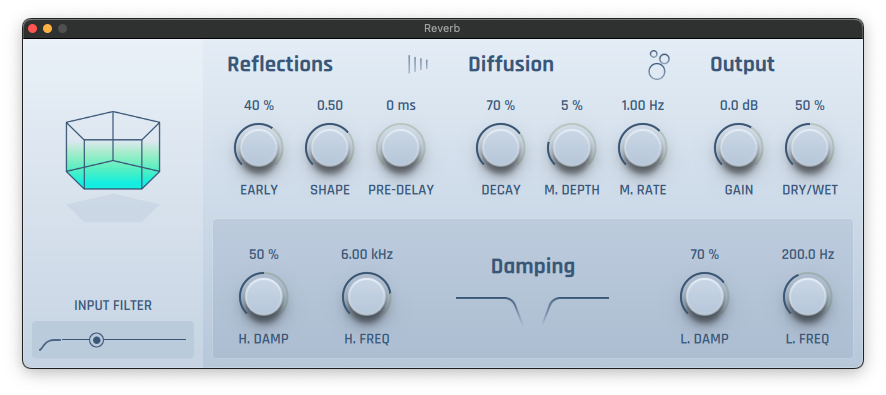 Reverb
Reflections
Diffusion
Output
40 %
0.50
0 ms
70 %
5 %
1.00 Hz
0.0 dB
50 %
EARLY
SHAPE
PRE-DELAY
DECAY
M. DEPTH
M. RATE
GAIN
DRY/WET
50 %
6.00 kHz
Damping
70 %
200.0 Hz
INPUT FILTER
H. DAMP
H. FREQ
L. DAMP
L. FREQ